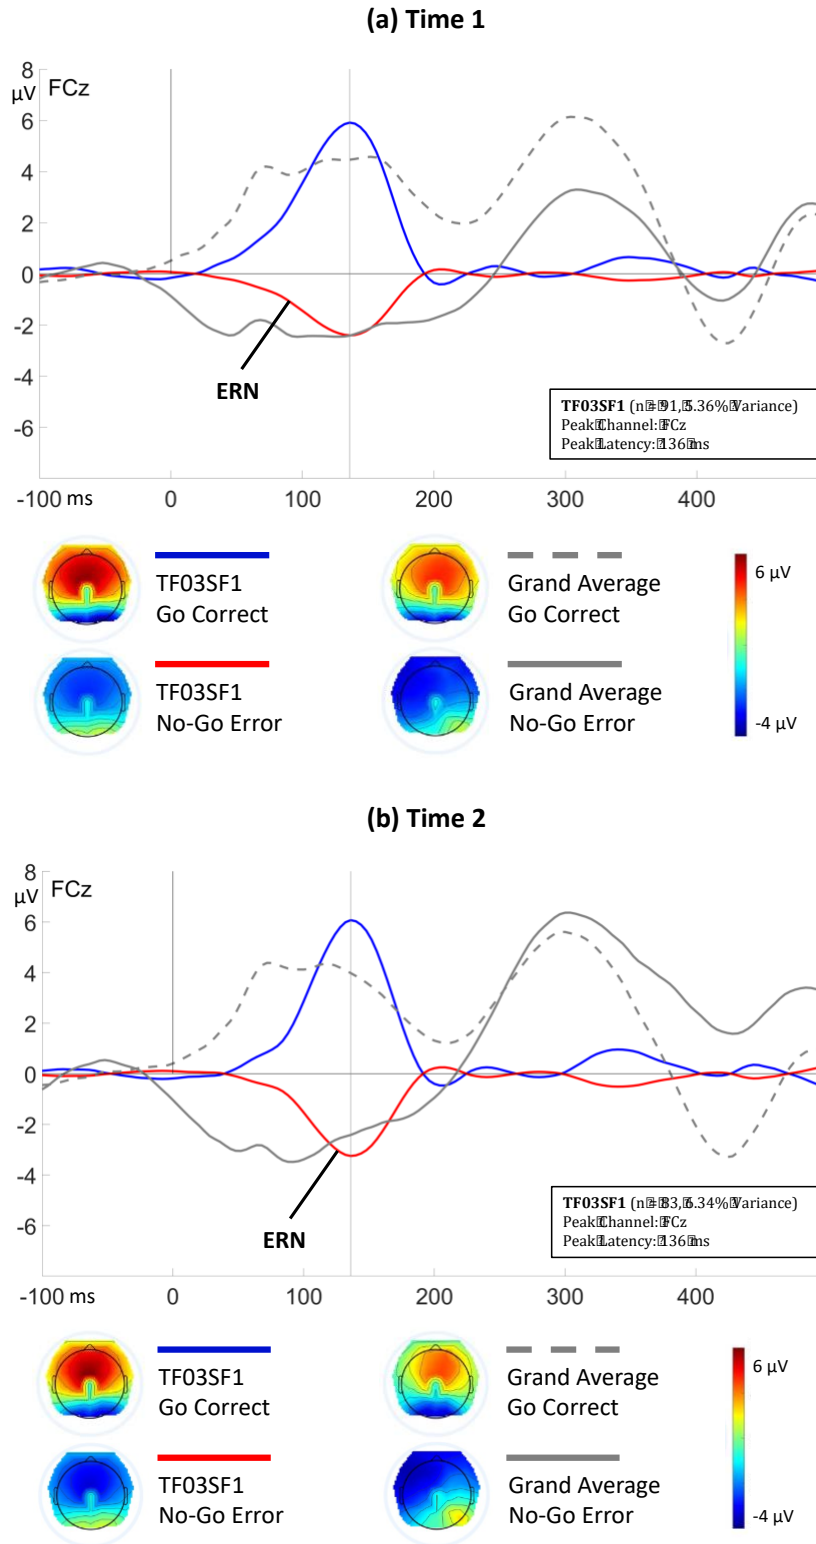 (a) Time 1
8
μV
FCz
6
4
2
0
-2
-4
-6
ERN
TF03SF1 (n = 91, 5.36% Variance)
Peak Channel: FCz
Peak Latency: 136 ms
-100 ms 0 100 200 300 400
TF03SF1
Go Correct
Grand Average
Go Correct
TF03SF1
No-Go Error
Grand Average
No-Go Error
6 μV
-4 μV
(b) Time 2
8
μV
FCz
6
4
2
0
-2
-4
-6
ERN
TF03SF1 (n = 83, 6.34% Variance)
Peak Channel: FCz
Peak Latency: 136 ms
-100 ms 0 100 200 300 400
TF03SF1
Go Correct
Grand Average
Go Correct
TF03SF1
No-Go Error
Grand Average
No-Go Error
6 μV
-4 μV